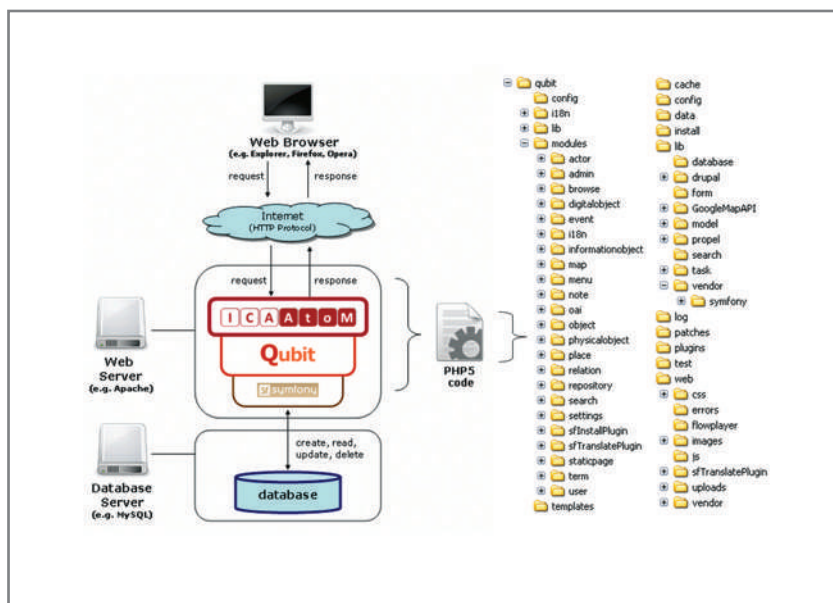 Web Browser
(e.g. Explorer, Firefox, Opera)
request
response
Internet
(HTTP Protocol)
request
response
ICAAtoM
Qubit
symfony
Web
Server
(e.g. Apache)
create, read,
update, delete
database
Database
Server
(e.g. MySQL)
PHP5
code
qubit
config
i18n
lib
modules
actor
admin
browse
digitalobject
event
i18n
informationobject
map
menu
note
oai
object
physicalobject
place
relation
repository
search
settings
sfInstallPlugin
sfTranslatePlugin
staticpage
term
user
templates
cache
config
data
install
lib
database
drupal
form
GoogleMapAPI
model
propel
search
task
vendor
symfony
log
patches
plugins
test
web
css
errors
flowplayer
images
js
sfTranslatePlugin
uploads
vendor